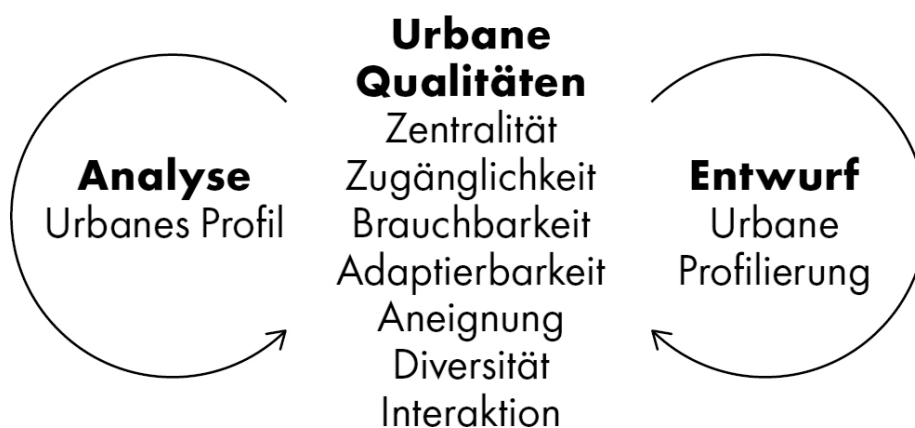 Urbane
Qualitäten
Zentralität
Zugänglichkeit
Brauchbarkeit
Adaptierbarkeit
Aneignung
Diversität
Interaktion
Analyse
Urbanes Profil
Entwurf
Urbane
Profilierung